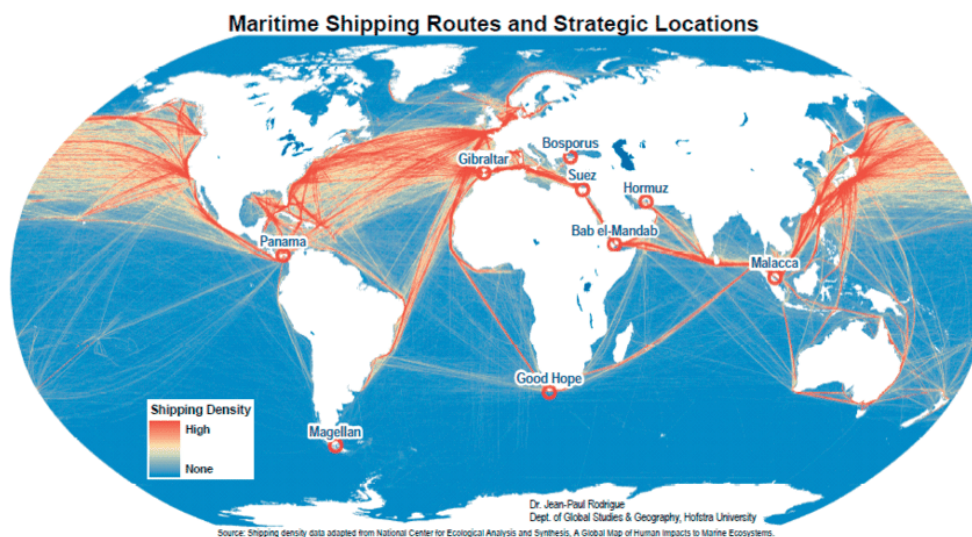 Maritime Shipping Routes and Strategic Locations
Bosporus
Gibraltar
Suez
Hormuz
Bab el-Mandab
Panama
Malacca
Good Hope
Magellan
Shipping Density
High
None
Dr. Jean-Paul Rodrigue
Dept. of Global Studies & Geography, Hofstra University
Source: Shipping density data adapted from National Center for Ecological Analysis and Synthesis, A Global Map of Human Impacts to Marine Ecosystems.